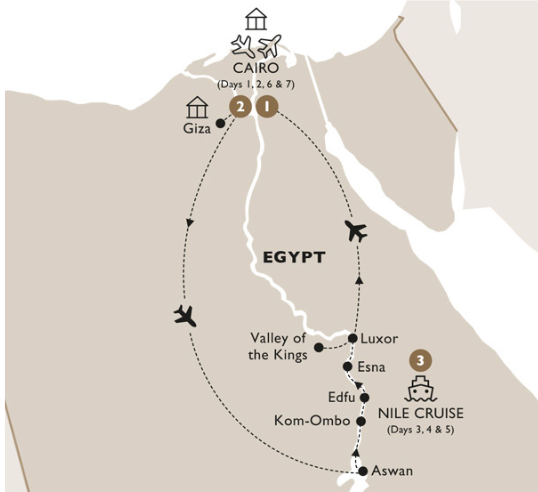 CAIRO
(Days 1, 2, 6 & 7)
2
1
Giza
EGYPT
Valley of
the Kings
Luxor
Esna
3
Edfu
NILE CRUISE
(Days 3, 4 & 5)
Kom-Ombo
Aswan